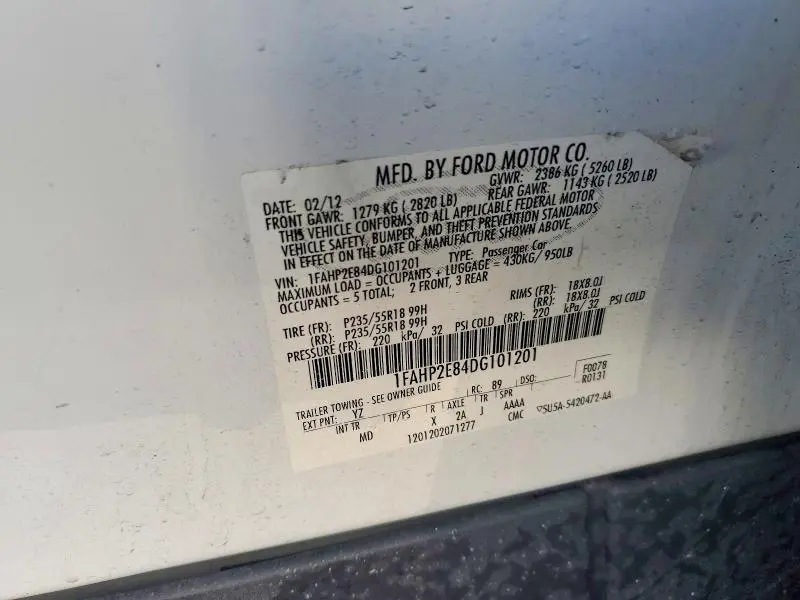 MFD. BY FORD MOTOR CO.
DATE: 02/12 GVWR: 2386 KG ( 5260 LB)
FRONT GAWR: 1279 KG ( 2820 LB) REAR GAWR: 1143 KG ( 2520 LB)
THIS VEHICLE CONFORMS TO ALL APPLICABLE FEDERAL MOTOR
VEHICLE SAFETY, BUMPER, AND THEFT PREVENTION STANDARDS
IN EFFECT ON THE DATE OF MANUFACTURE SHOWN ABOVE.
VIN: 1FAHP2E84DG101201 TYPE: Passenger Car
MAXIMUM LOAD = OCCUPANTS + LUGGAGE = 430KG/ 950LB
OCCUPANTS = 5 TOTAL; 2 FRONT, 3 REAR
TIRE (FR): P235/55R18 99H RIMS (FR): 18X8.0J
(RR): P235/55R18 99H (RR): 18X8.0J
PRESSURE (FR): 220 kPa/ 32 PSI COLD (RR): 220 kPa/ 32 PSI COLD
1FAHP2E84DG101201
TRAILER TOWING - SEE OWNER GUIDE
EXT PNT: YZ RC: 89 DSO: F0078
INT TR TP/PS R AXLE TR SPR R0131
MD X 2A J AAAA
1201202071277 CMC 5U5A-5420472-AA